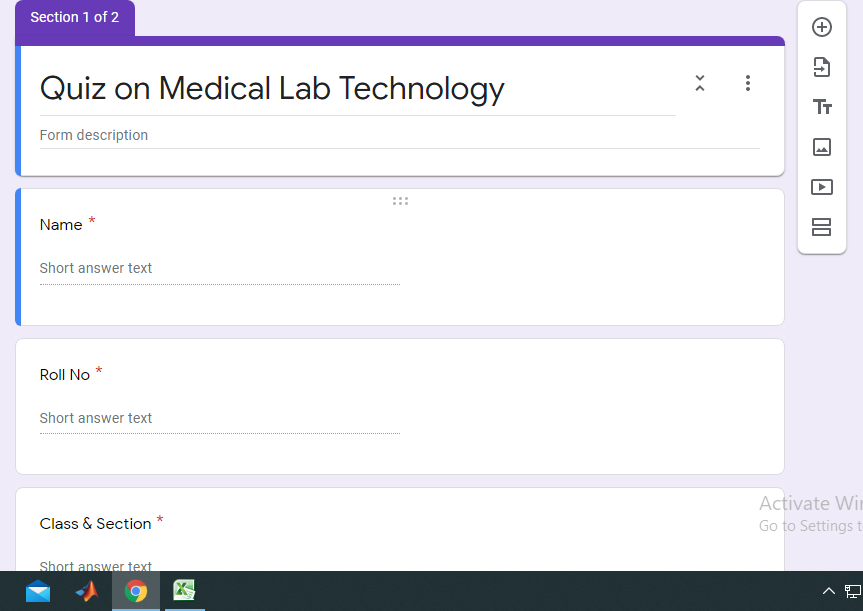 Section 1 of 2
Quiz on Medical Lab Technology
Form description
Name *
Short answer text
Roll No *
Short answer text
Class & Section *
Short answer text
Activate Wi
Go to Settings t